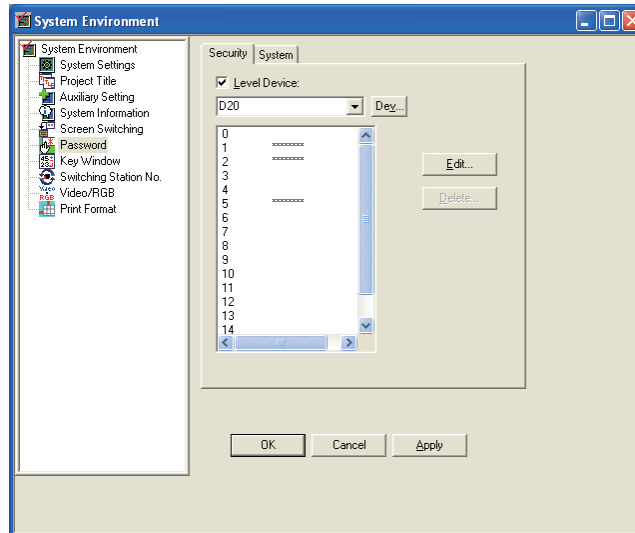 System Environment
System Environment
System Settings
Project Title
Auxiliary Setting
System Information
Screen Switching
Password
Key Window
Switching Station No.
Video/RGB
Print Format
Security System
Level Device:
D20 Dev...
0
1 ********
2 ********
3
4
5 ********
6
7
8
9
10
11
12
13
14
Edit...
Delete...
OK Cancel Apply